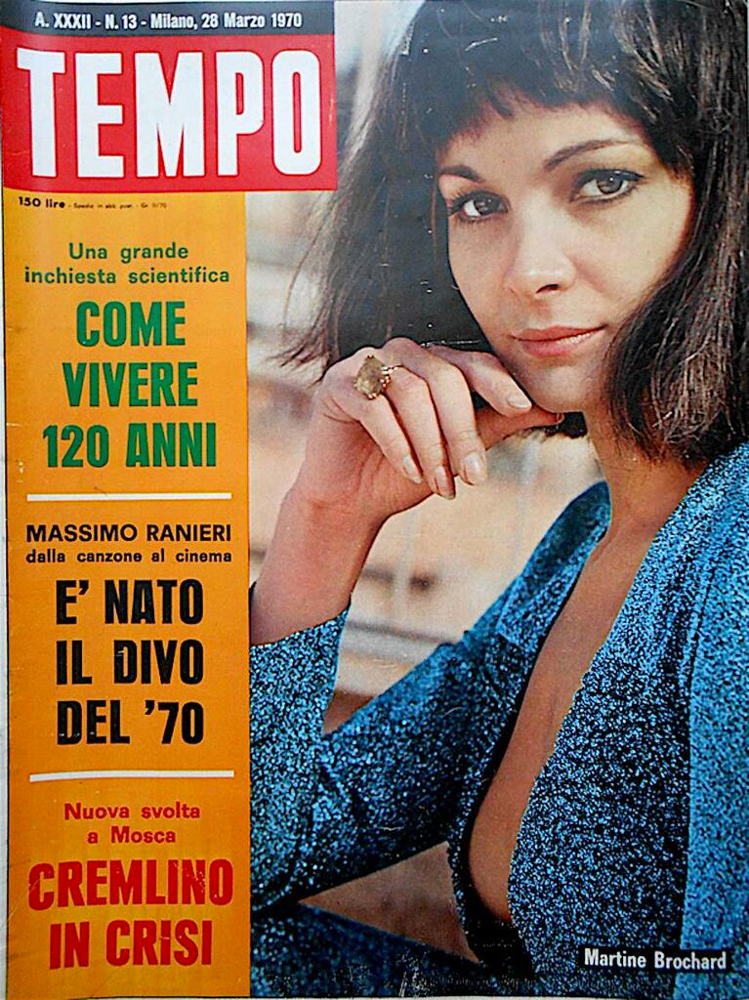 A. XXXII - N. 13 - Milano, 28 Marzo 1970
TEMPO
150 lire - Spediz. in abb. post. - Gr. II/70
Una grande
inchiesta scientifica
COME
VIVERE
120 ANNI
MASSIMO RANIERI
dalla canzone al cinema
E' NATO
IL DIVO
DEL '70
Nuova svolta
a Mosca
CREMLINO
IN CRISI
Martine Brochard